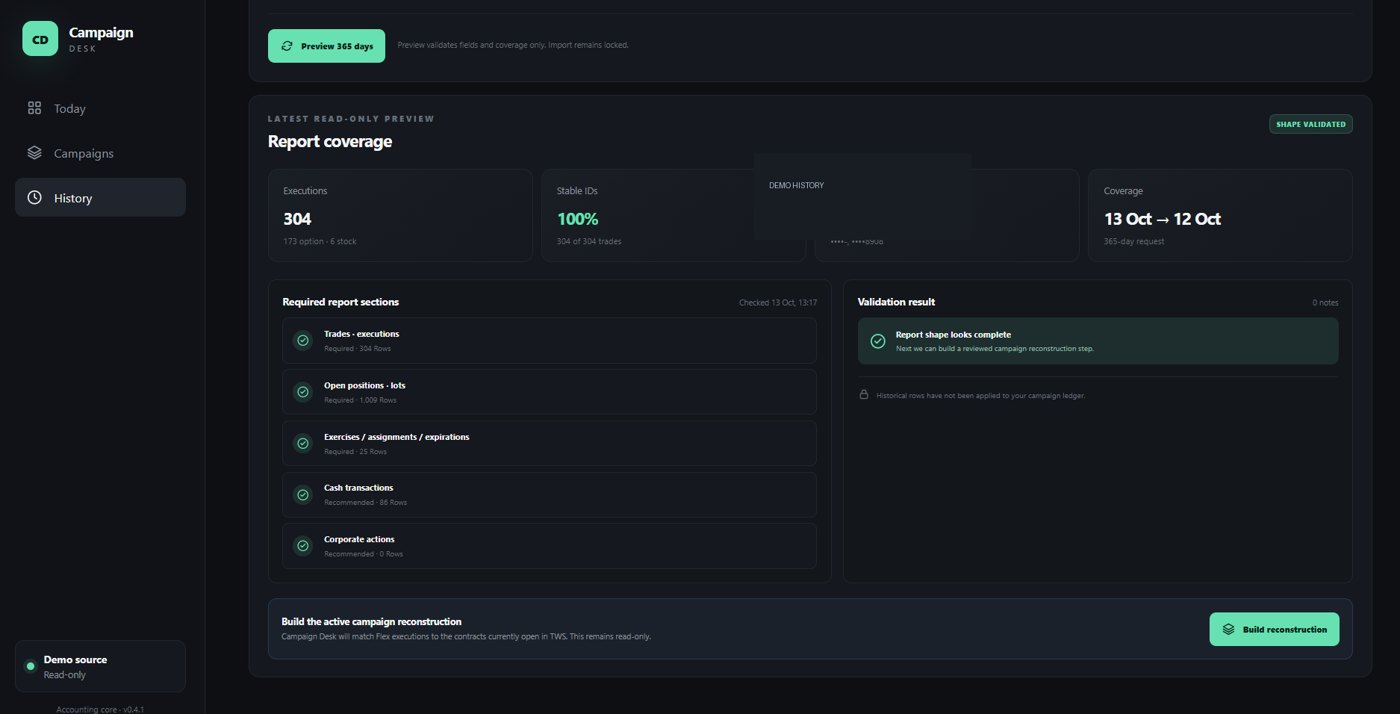 CD
Campaign
DESK
Today
Campaigns
History
Demo source
Read-only
Accounting core · v0.4.1
Preview 365 days
Preview validates fields and coverage only. Import remains locked.
LATEST READ-ONLY PREVIEW
Report coverage
SHAPE VALIDATED
Executions
304
173 option · 6 stock
Stable IDs
100%
304 of 304 trades
DEMO HISTORY
Coverage
13 Oct → 12 Oct
365-day request
Required report sections
Checked 13 Oct, 13:17
Trades · executions
Required · 304 Rows
Open positions · lots
Required · 1,009 Rows
Exercises / assignments / expirations
Required · 25 Rows
Cash transactions
Recommended · 86 Rows
Corporate actions
Recommended · 0 Rows
Validation result
0 notes
Report shape looks complete
Next we can build a reviewed campaign reconstruction step.
Historical rows have not been applied to your campaign ledger.
Build the active campaign reconstruction
Campaign Desk will match Flex executions to the contracts currently open in TWS. This remains read-only.
Build reconstruction